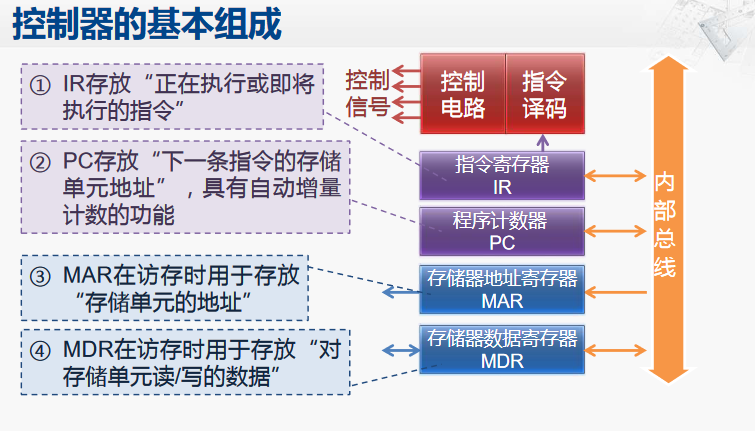 控制器的基本组成
① IR存放“正在执行或即将
执行的指令”
② PC存放“下一条指令的存储
单元地址”，具有自动增量
计数的功能
③ MAR在访存时用于存放
“存储单元的地址”
④ MDR在访存时用于存放“对
存储单元读/写的数据”
控制
信号
控制
电路
指令
译码
指令寄存器
IR
程序计数器
PC
存储器地址寄存器
MAR
存储器数据寄存器
MDR
内
部
总
线